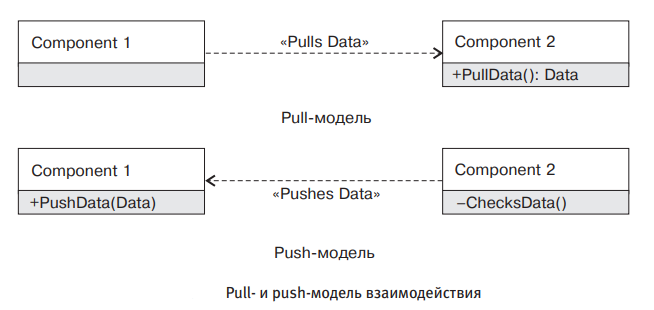 Component 1
«Pulls Data»
Component 2
+PullData(): Data
Pull-модель
Component 1
+PushData(Data)
«Pushes Data»
Component 2
–ChecksData()
Push-модель
Pull- и push-модель взаимодействия